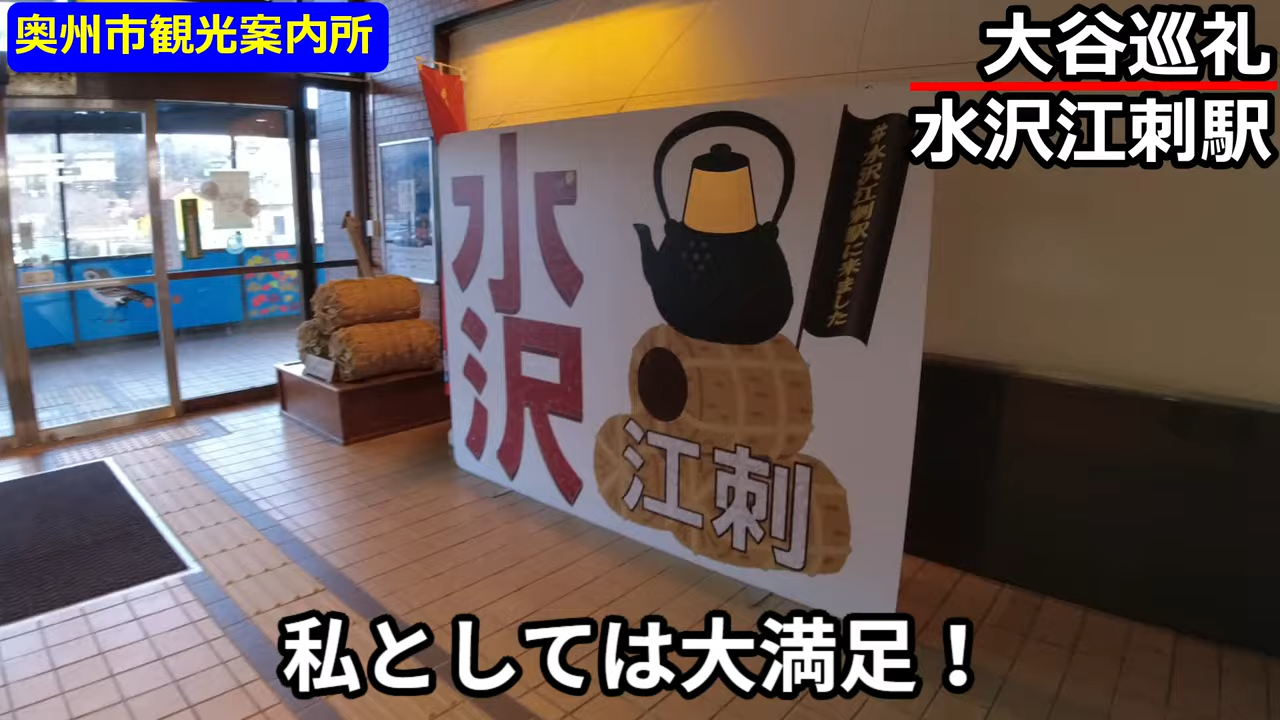 奥州市観光案内所
大谷巡礼
水沢江刺駅
水沢
江刺
#水沢江刺駅に来ました
私としては大満足！